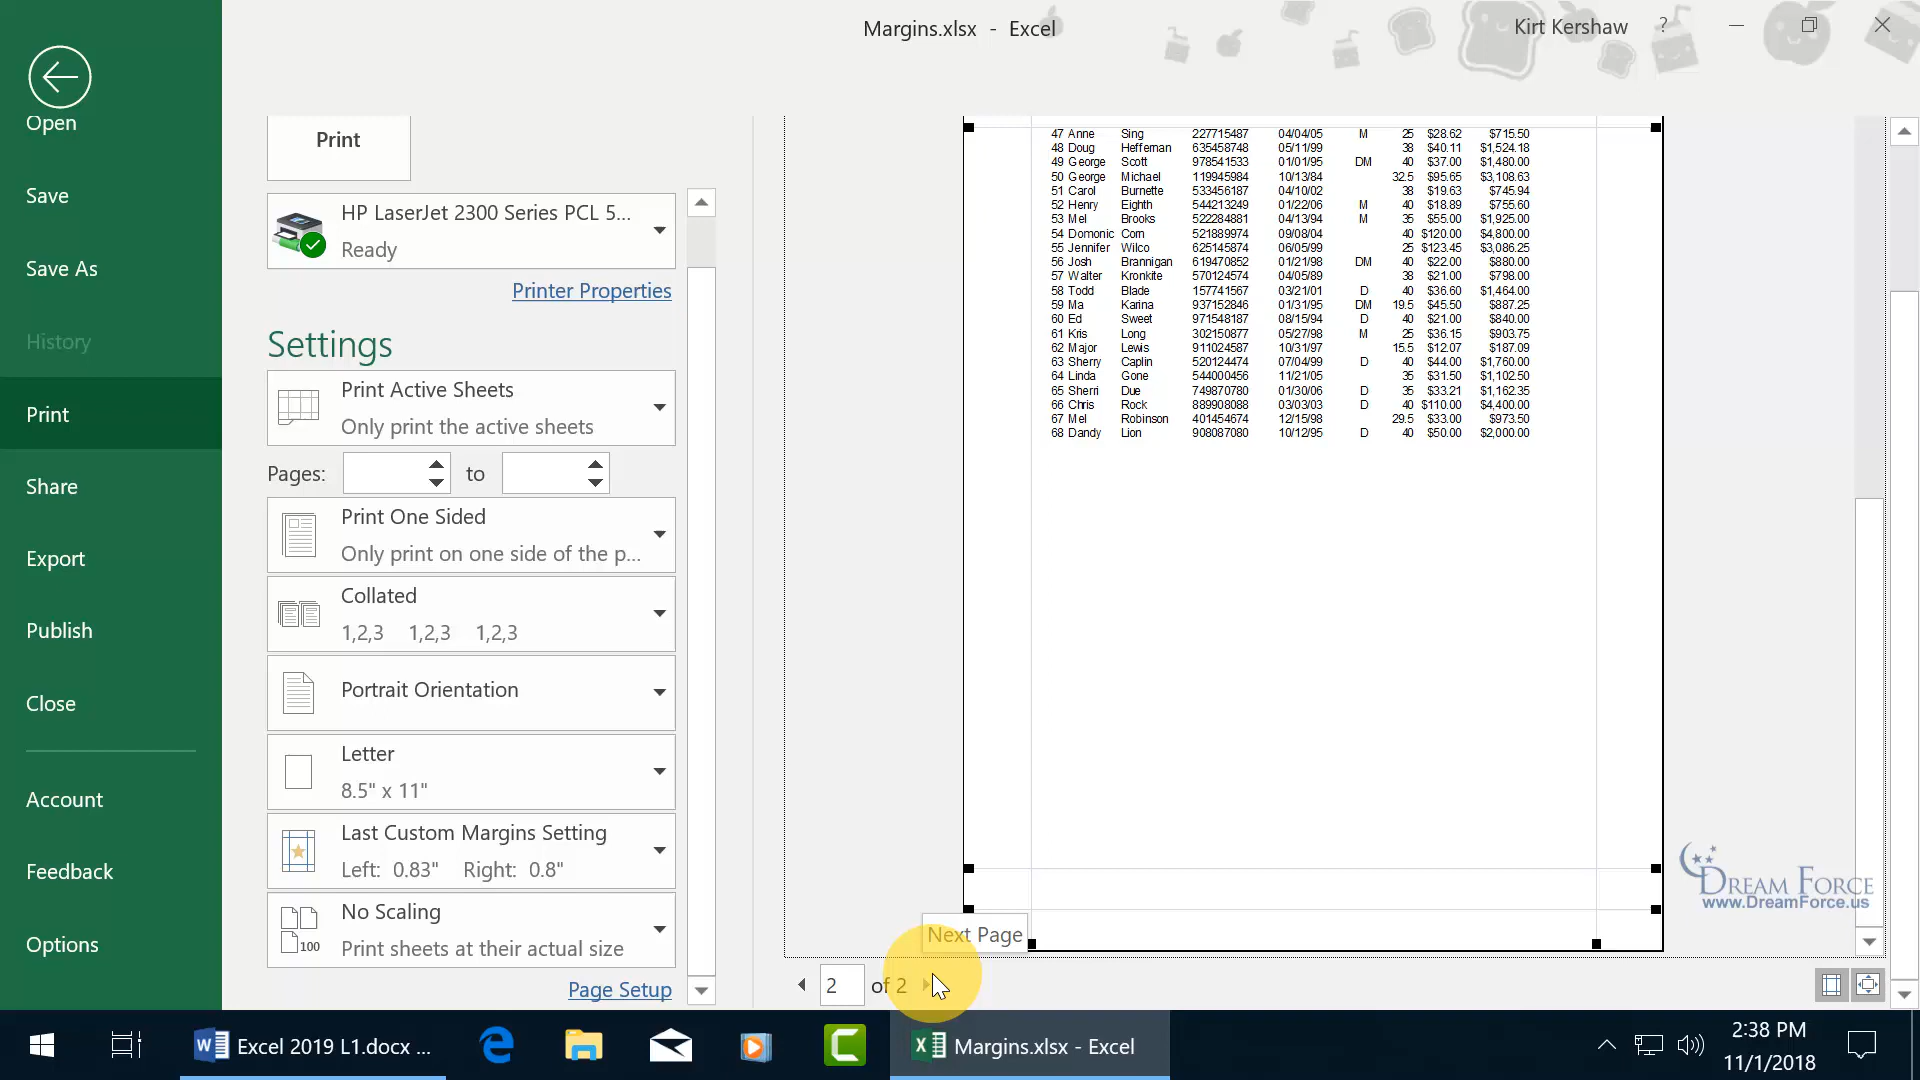 Margins.xlsx - Excel
Kirt Kershaw
?
Open
Save
Save As
History
Print
Share
Export
Publish
Close
Account
Feedback
Options
Print
HP LaserJet 2300 Series PCL 5...
Ready
Printer Properties
Settings
Print Active Sheets
Only print the active sheets
Pages: to
Print One Sided
Only print on one side of the p...
Collated
1,2,3 1,2,3 1,2,3
Portrait Orientation
Letter
8.5" x 11"
Last Custom Margins Setting
Left: 0.83" Right: 0.8"
No Scaling
100
Print sheets at their actual size
Page Setup
47 Anne Sing 227715487 04/04/05 M 25 $28.62 $715.50
48 Doug Heffernan 635458748 05/11/99 38 $40.11 $1,524.18
49 George Scott 978541533 01/01/95 DM 40 $37.00 $1,480.00
50 George Michael 119945984 10/13/84 32.5 $95.65 $3,108.63
51 Carol Burnette 533456187 04/10/02 38 $19.63 $745.94
52 Henry Eighth 544213249 01/22/06 M 40 $18.89 $755.60
53 Mel Brooks 522284881 04/13/94 M 35 $55.00 $1,925.00
54 Domonic Corn 521889974 09/08/04 40 $120.00 $4,800.00
55 Jennifer Wilco 625145874 06/05/99 25 $123.45 $3,086.25
56 Josh Brannigan 619470852 01/21/98 DM 40 $22.00 $880.00
57 Walter Kronkite 570124574 04/05/89 38 $21.00 $798.00
58 Todd Blade 157741567 03/21/01 D 40 $36.60 $1,464.00
59 Ma Karina 937152846 01/31/95 DM 19.5 $45.50 $887.25
60 Ed Sweet 971548187 08/15/94 D 40 $21.00 $840.00
61 Kris Long 302150877 05/27/98 M 25 $36.15 $903.75
62 Major Lewis 911024587 10/31/97 15.5 $12.07 $187.09
63 Sherry Caplin 520124474 07/04/99 D 40 $44.00 $1,760.00
64 Linda Gone 544000456 11/21/05 35 $31.50 $1,102.50
65 Sherri Due 749870780 01/30/06 D 35 $33.21 $1,162.35
66 Chris Rock 889908088 03/03/03 D 40 $110.00 $4,400.00
67 Mel Robinson 401454674 12/15/98 29.5 $33.00 $973.50
68 Dandy Lion 908087080 10/12/95 D 40 $50.00 $2,000.00
DREAM FORCE
www.DreamForce.us
Next Page
2 of 2
Excel 2019 L1.docx ...
Margins.xlsx - Excel
2:38 PM
11/1/2018